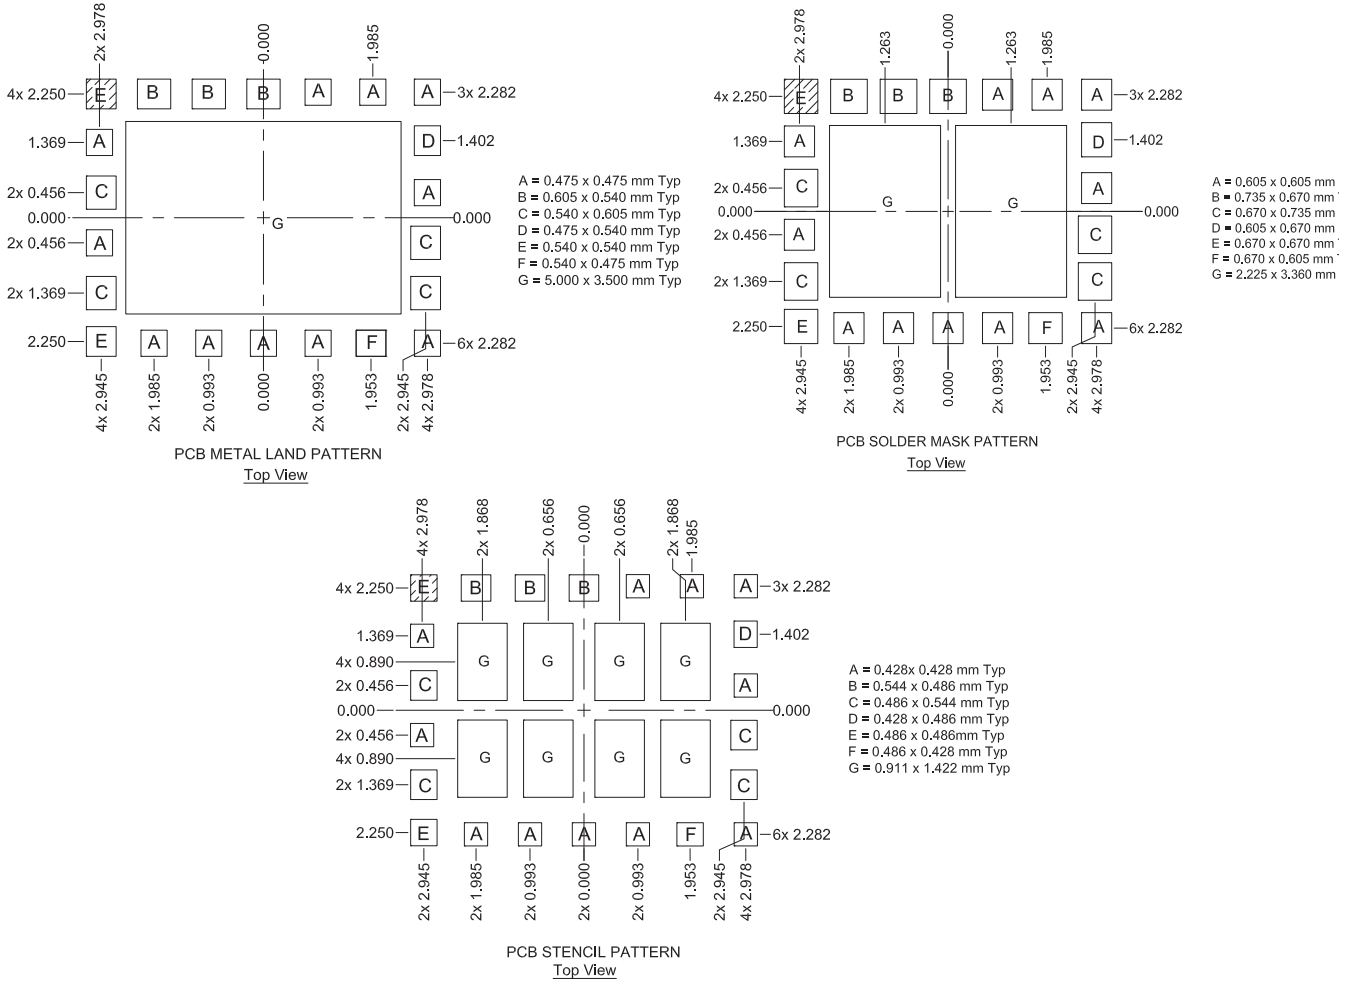 2x 2.978
0.000
1.985
4x 2.250
E B B B A A A
3x 2.282
1.369
A
D
1.402
2x 0.456
C
A
0.000
G
0.000
2x 0.456
A
C
2x 1.369
C
C
2.250
E A A A A F A
6x 2.282
4x 2.945
2x 1.985
2x 0.993
0.000
2x 0.993
1.953
2x 2.945
4x 2.978
A = 0.475 x 0.475 mm Typ
B = 0.605 x 0.540 mm Typ
C = 0.540 x 0.605 mm Typ
D = 0.475 x 0.540 mm Typ
E = 0.540 x 0.540 mm Typ
F = 0.540 x 0.475 mm Typ
G = 5.000 x 3.500 mm Typ
PCB METAL LAND PATTERN
Top View
2x 2.978
1.263
0.000
1.263
1.985
4x 2.250
E B B B A A A
3x 2.282
1.369
A
D
1.402
2x 0.456
C
G
G
A
0.000
0.000
2x 0.456
A
C
2x 1.369
C
C
2.250
E A A A A F A
6x 2.282
4x 2.945
2x 1.985
2x 0.993
0.000
2x 0.993
1.953
2x 2.945
4x 2.978
A = 0.605 x 0.605 mm
B = 0.735 x 0.670 mm
C = 0.670 x 0.735 mm
D = 0.605 x 0.670 mm
E = 0.670 x 0.670 mm
F = 0.670 x 0.605 mm
G = 2.225 x 3.360 mm
PCB SOLDER MASK PATTERN
Top View
4x 2.978
2x 1.868
2x 0.656
0.000
2x 0.656
2x 1.868
1.985
4x 2.250
E B B B A A A
3x 2.282
1.369
A
D
1.402
4x 0.890
G G G G
2x 0.456
C
A
0.000
0.000
2x 0.456
A
C
4x 0.890
G G G G
2x 1.369
C
C
2.250
E A A A A F A
6x 2.282
2x 2.945
2x 1.985
2x 0.993
2x 0.000
2x 0.993
1.953
2x 2.945
4x 2.978
A = 0.428x 0.428 mm Typ
B = 0.544 x 0.486 mm Typ
C = 0.486 x 0.544 mm Typ
D = 0.428 x 0.486 mm Typ
E = 0.486 x 0.486mm Typ
F = 0.486 x 0.428 mm Typ
G = 0.911 x 1.422 mm Typ
PCB STENCIL PATTERN
Top View